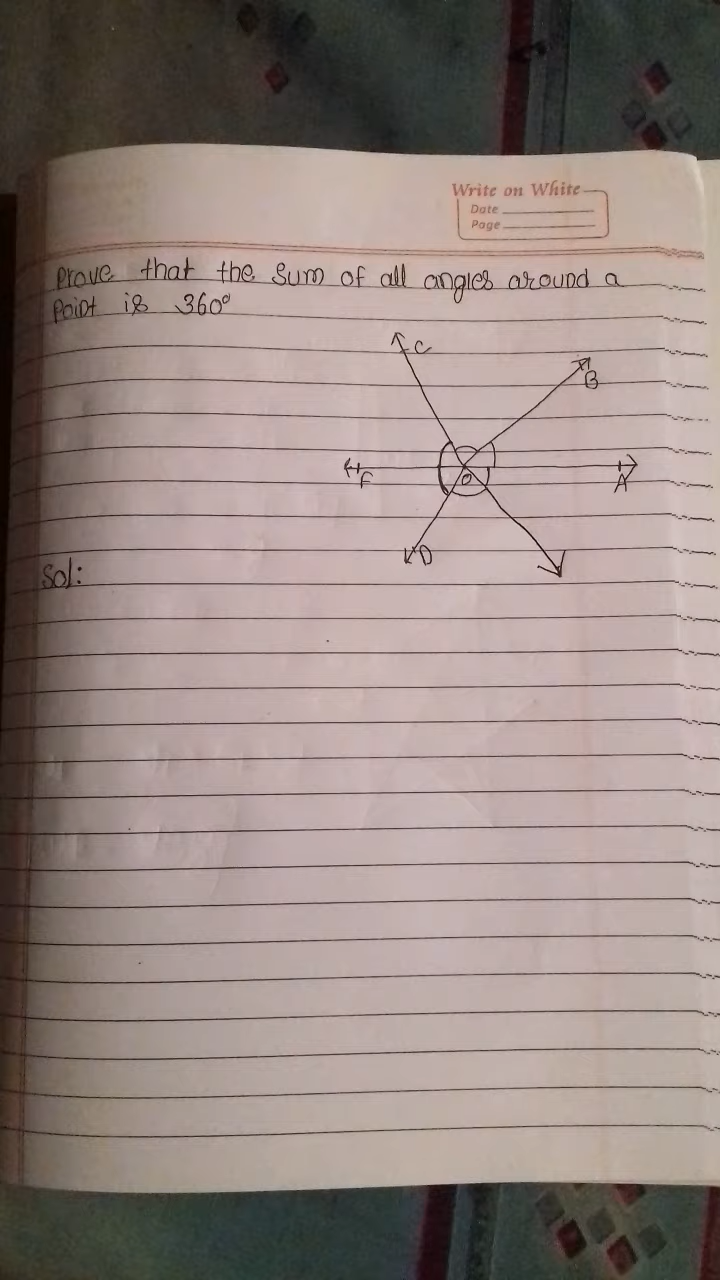 Write on White
Date
Page
Prove that the sum of all angles around a
Point is 360°
C
B
F
O
A
D
Sol: